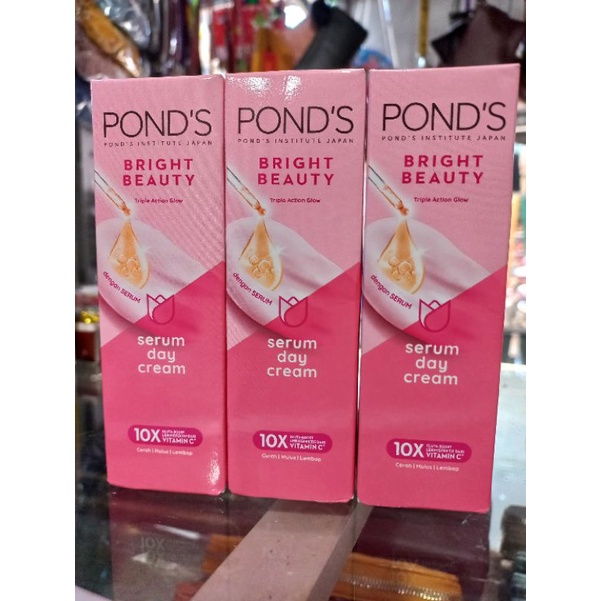 POND'S
POND'S INSTITUTE JAPAN
BRIGHT
BEAUTY
Triple Action Glow
dengan SERUM
serum
day
cream
10X
VITAMIN C
Cerah | Mulus | Lembap
POND'S
POND'S INSTITUTE JAPAN
BRIGHT
BEAUTY
Triple Action Glow
dengan SERUM
serum
day
cream
10X
VITAMIN C
Cerah | Mulus | Lembap
POND'S
POND'S INSTITUTE JAPAN
BRIGHT
BEAUTY
Triple Action Glow
dengan SERUM
serum
day
cream
10X
VITAMIN C
Cerah | Mulus | Lembap